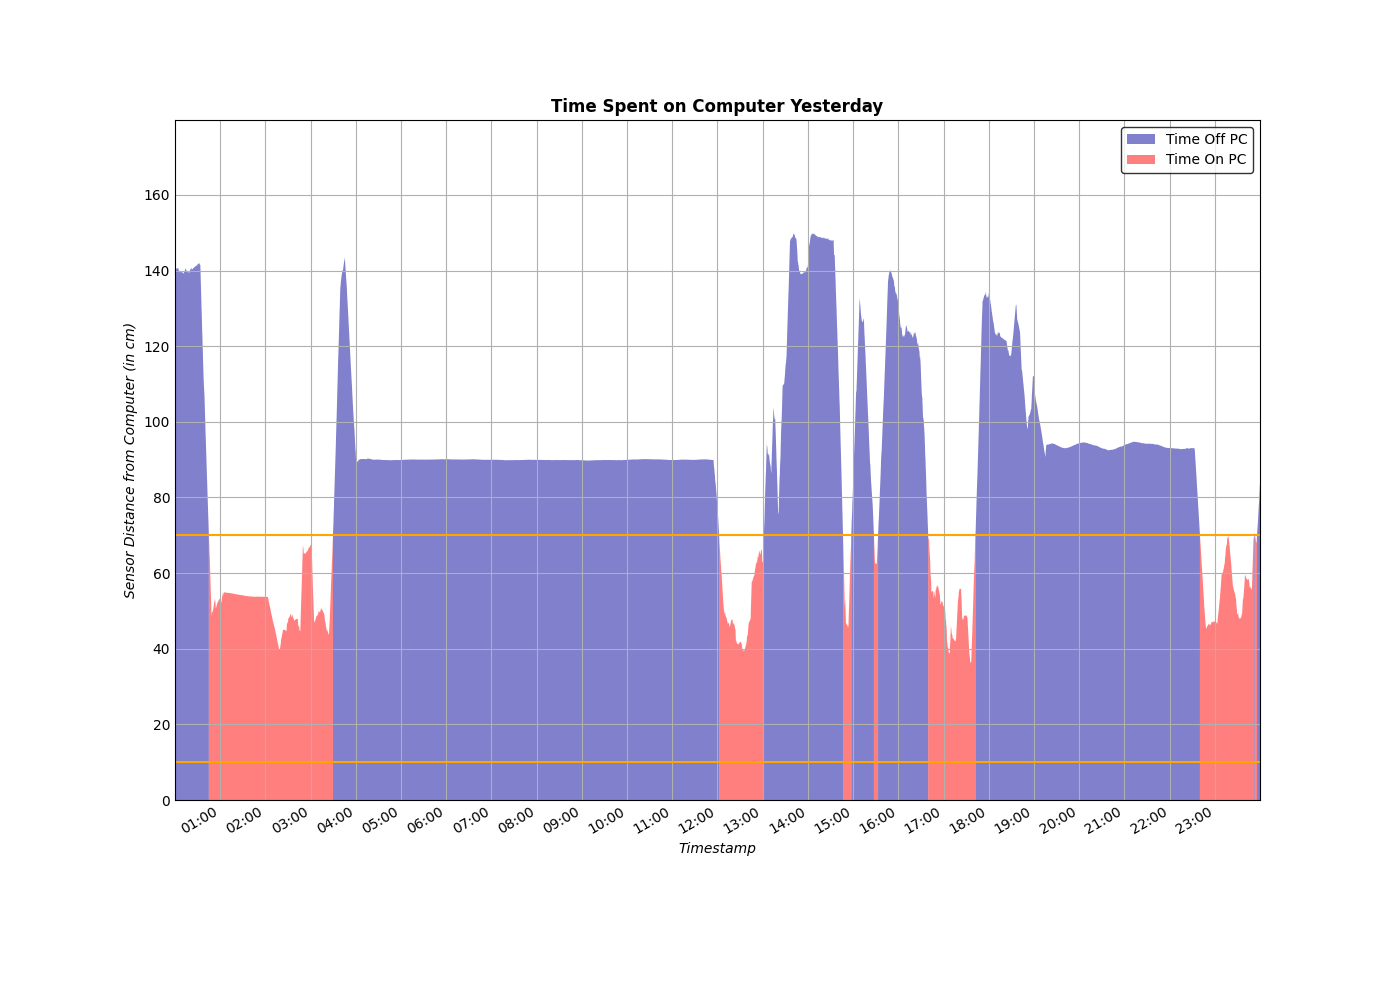 Time Spent on Computer Yesterday
Time Off PC
Time On PC
Sensor Distance from Computer (in cm)
160
140
120
100
80
60
40
20
0
01:00 02:00 03:00 04:00 05:00 06:00 07:00 08:00 09:00 10:00 11:00 12:00 13:00 14:00 15:00 16:00 17:00 18:00 19:00 20:00 21:00 22:00 23:00
Timestamp